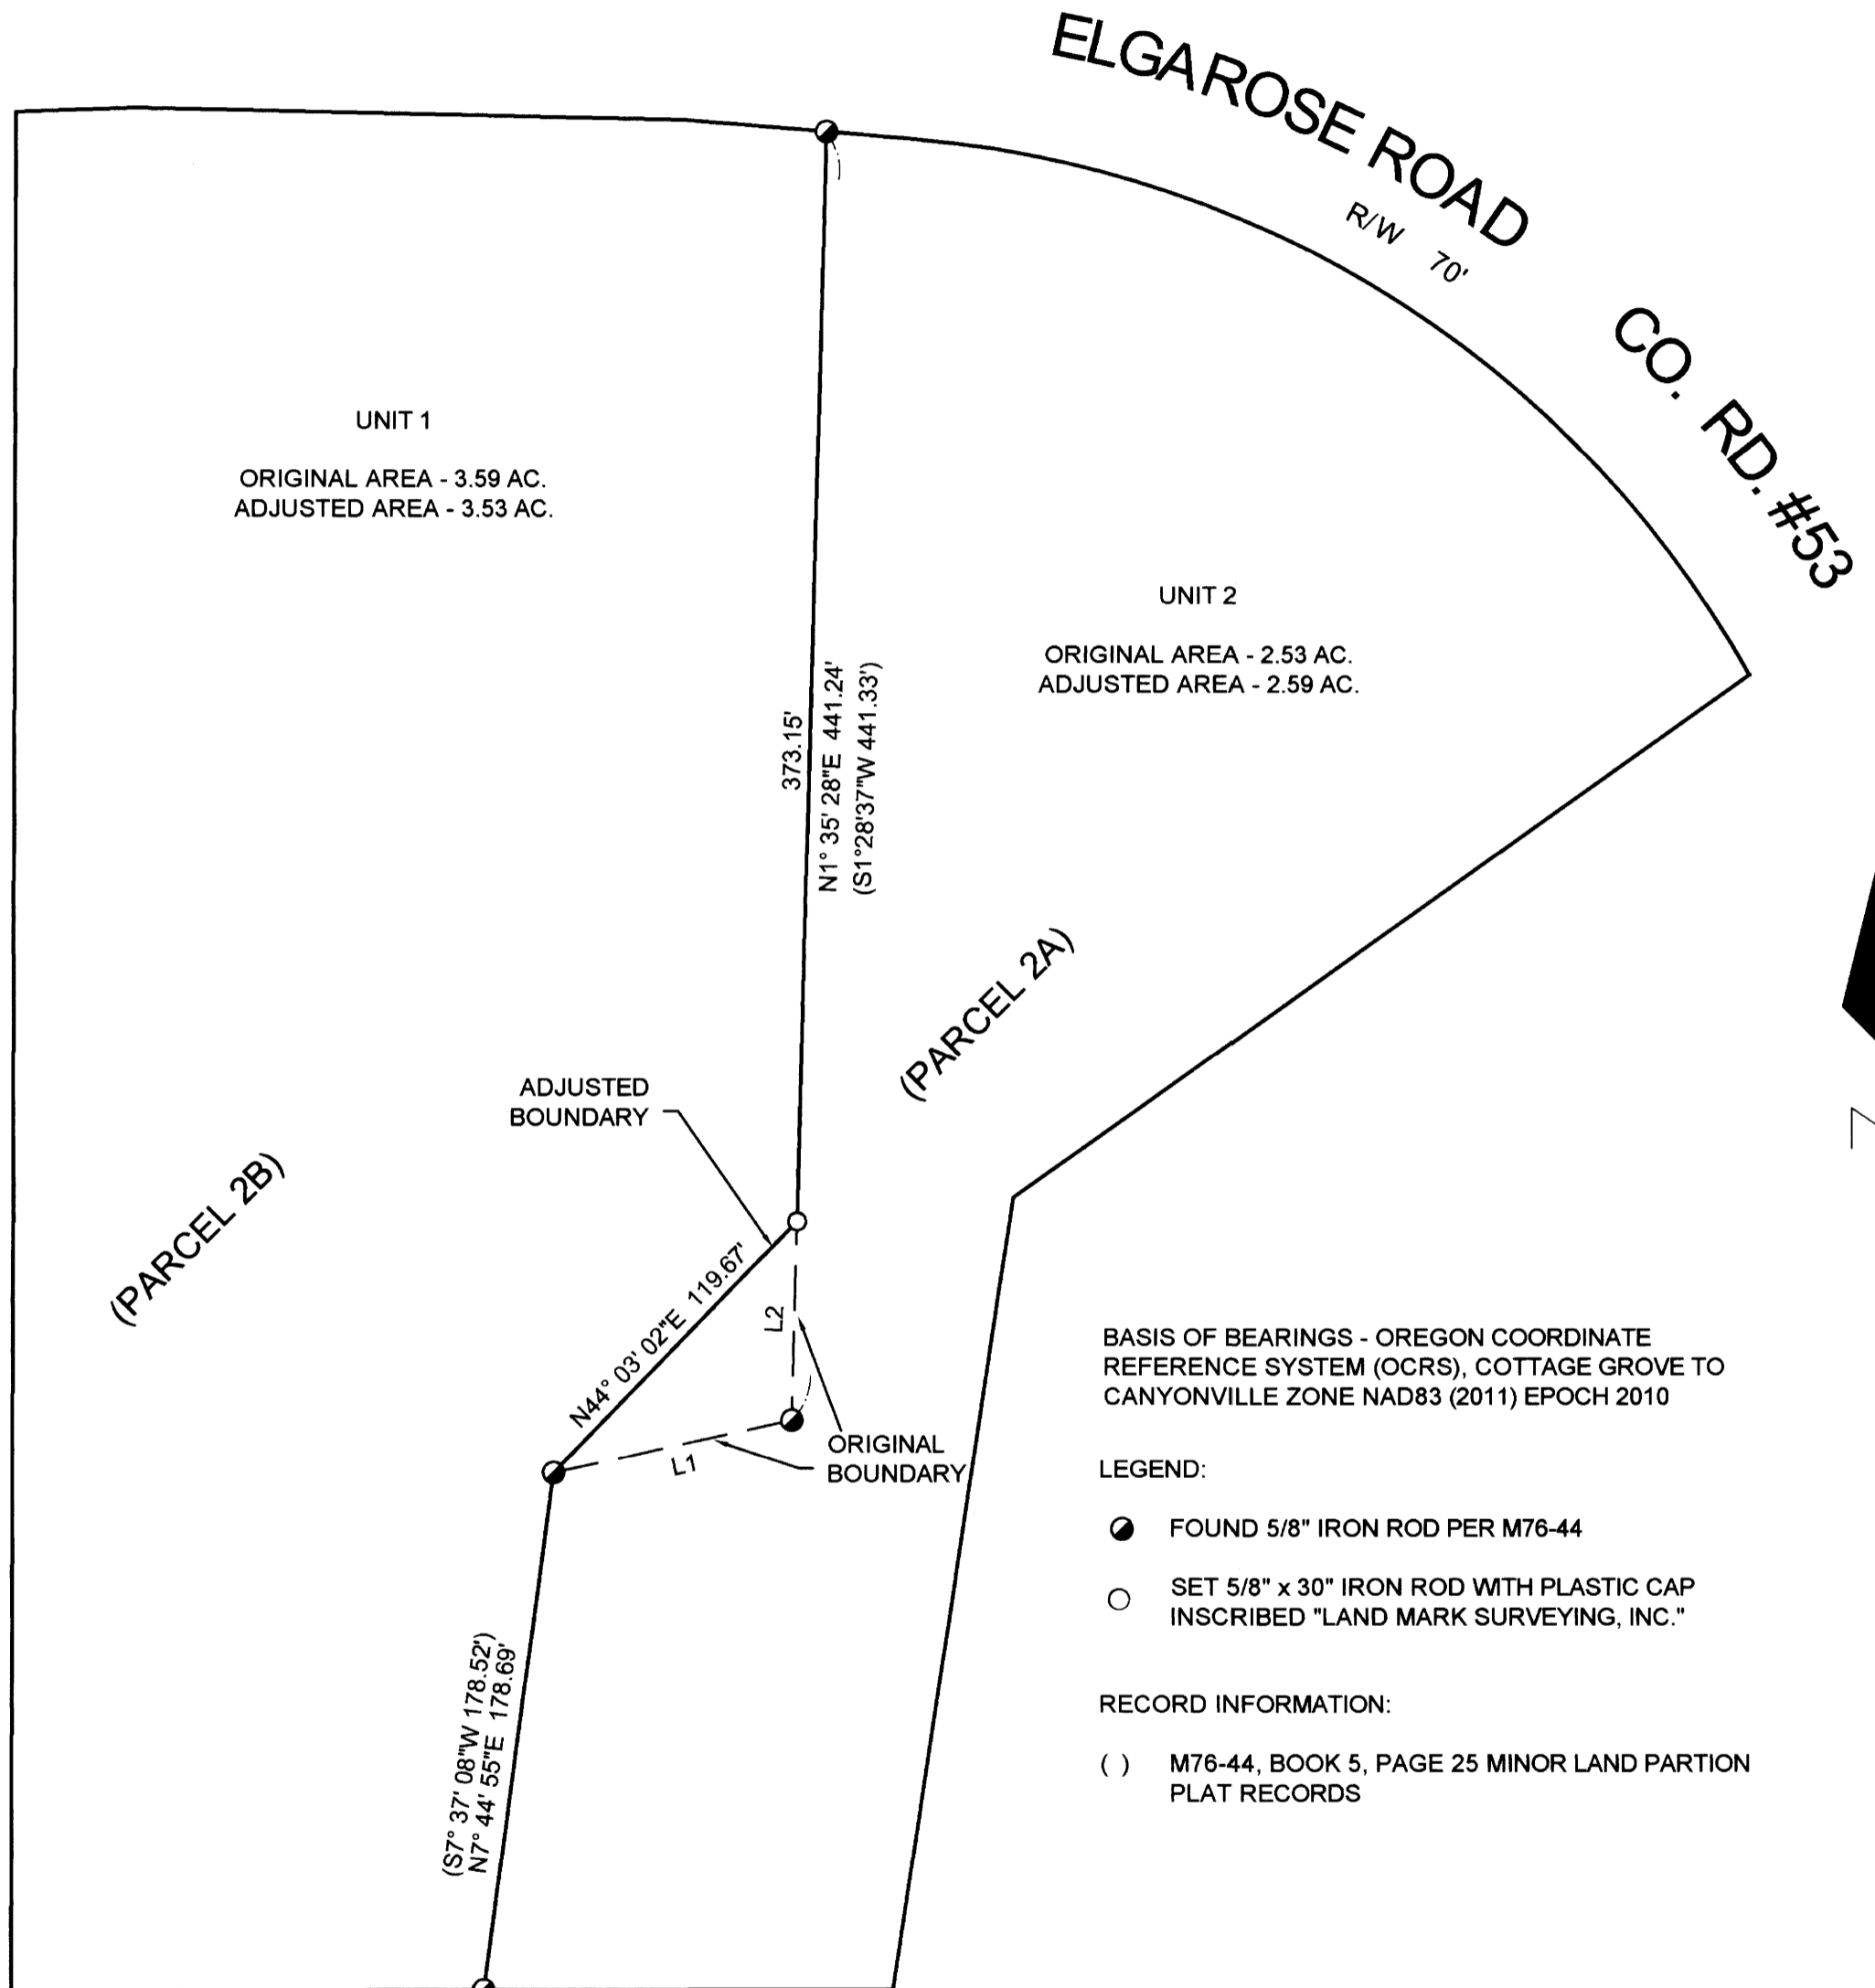 ELGAROSE ROAD
R/W 70'
CO. RD. #53
UNIT 1
ORIGINAL AREA - 3.59 AC.
ADJUSTED AREA - 3.53 AC.
UNIT 2
ORIGINAL AREA - 2.53 AC.
ADJUSTED AREA - 2.59 AC.
373.15'
N1° 35' 28"E 441.24'
(S1°28'37"W 441.33')
(PARCEL 2A)
ADJUSTED
BOUNDARY
(PARCEL 2B)
N44° 03' 02"E 119.67'
L2
L1
ORIGINAL
BOUNDARY
(S7° 37' 08"W 178.52')
N7° 44' 55"E 178.69'
BASIS OF BEARINGS - OREGON COORDINATE
REFERENCE SYSTEM (OCRS), COTTAGE GROVE TO
CANYONVILLE ZONE NAD83 (2011) EPOCH 2010
LEGEND:
FOUND 5/8" IRON ROD PER M76-44
SET 5/8" x 30" IRON ROD WITH PLASTIC CAP
INSCRIBED "LAND MARK SURVEYING, INC."
RECORD INFORMATION:
( ) M76-44, BOOK 5, PAGE 25 MINOR LAND PARTION
PLAT RECORDS